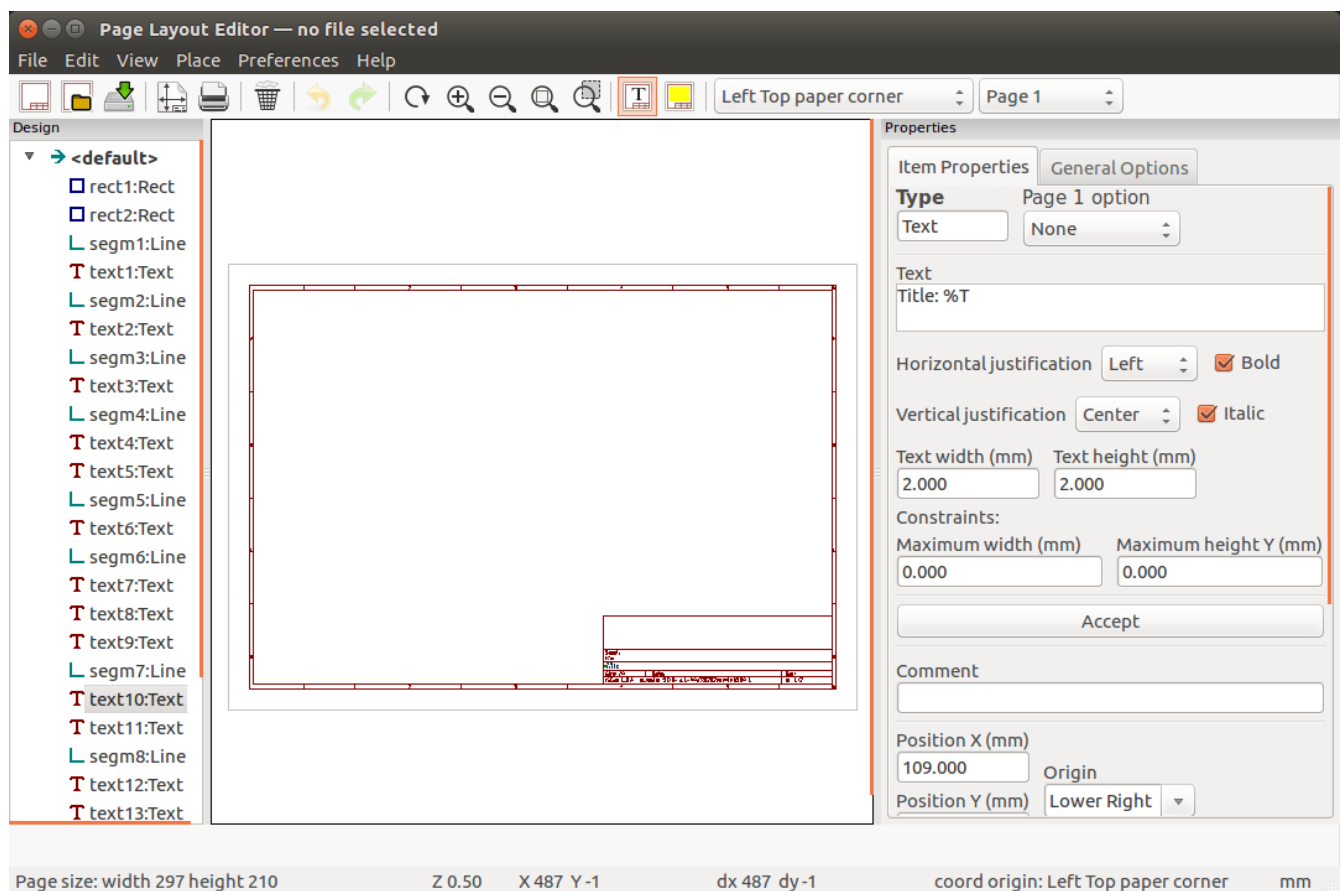 Page Layout Editor — no file selected
File Edit View Place Preferences Help
Left Top paper corner Page 1
Design
<default>
rect1:Rect
rect2:Rect
segm1:Line
text1:Text
segm2:Line
text2:Text
segm3:Line
text3:Text
segm4:Line
text4:Text
text5:Text
segm5:Line
text6:Text
segm6:Line
text7:Text
text8:Text
text9:Text
segm7:Line
text10:Text
text11:Text
segm8:Line
text12:Text
text13:Text
Properties
Item Properties General Options
Type Page 1 option
Text None
Text
Title: %T
Horizontal justification Left Bold
Vertical justification Center Italic
Text width (mm) Text height (mm)
2.000 2.000
Constraints:
Maximum width (mm) Maximum height Y (mm)
0.000 0.000
Accept
Comment
Position X (mm)
109.000 Origin
Position Y (mm) Lower Right
Page size: width 297 height 210 Z 0.50 X 487 Y -1 dx 487 dy -1 coord origin: Left Top paper corner mm